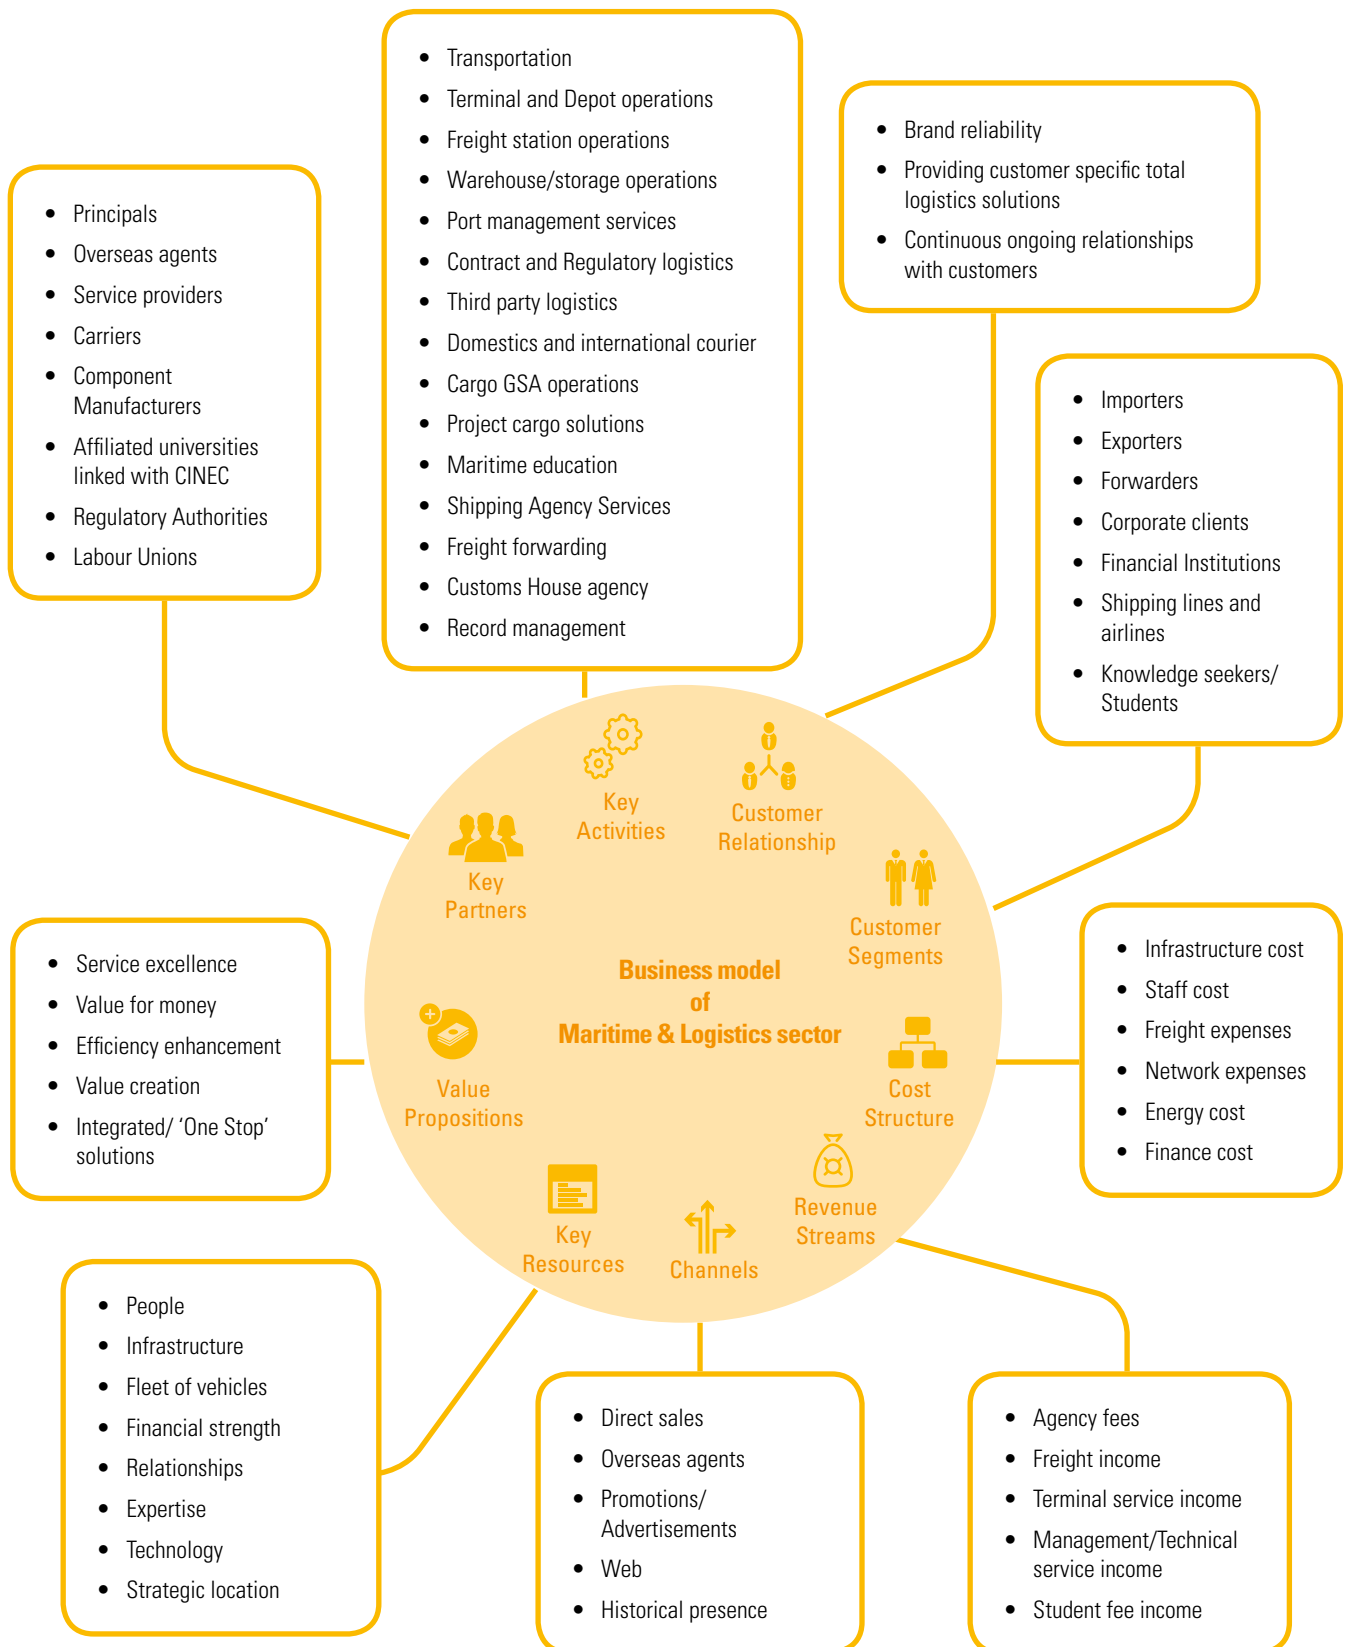 • Transportation
• Terminal and Depot operations
• Freight station operations
• Warehouse/storage operations
• Port management services
• Contract and Regulatory logistics
• Third party logistics
• Domestics and international courier
• Cargo GSA operations
• Project cargo solutions
• Maritime education
• Shipping Agency Services
• Freight forwarding
• Customs House agency
• Record management
• Brand reliability
• Providing customer specific total
logistics solutions
• Continuous ongoing relationships
with customers
• Principals
• Overseas agents
• Service providers
• Carriers
• Component
Manufacturers
• Affiliated universities
linked with CINEC
• Regulatory Authorities
• Labour Unions
• Importers
• Exporters
• Forwarders
• Corporate clients
• Financial Institutions
• Shipping lines and
airlines
• Knowledge seekers/
Students
Key
Activities
Customer
Relationship
Key
Partners
Customer
Segments
Business model
of
Maritime & Logistics sector
Value
Propositions
Cost
Structure
Key
Resources
Channels
Revenue
Streams
• Service excellence
• Value for money
• Efficiency enhancement
• Value creation
• Integrated/ ‘One Stop’
solutions
• Infrastructure cost
• Staff cost
• Freight expenses
• Network expenses
• Energy cost
• Finance cost
• People
• Infrastructure
• Fleet of vehicles
• Financial strength
• Relationships
• Expertise
• Technology
• Strategic location
• Direct sales
• Overseas agents
• Promotions/
Advertisements
• Web
• Historical presence
• Agency fees
• Freight income
• Terminal service income
• Management/Technical
service income
• Student fee income